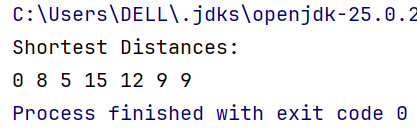 C:\Users\DELL\.jdks\openjdk-25.0.2
Shortest Distances:
0 8 5 15 12 9 9
Process finished with exit code 0